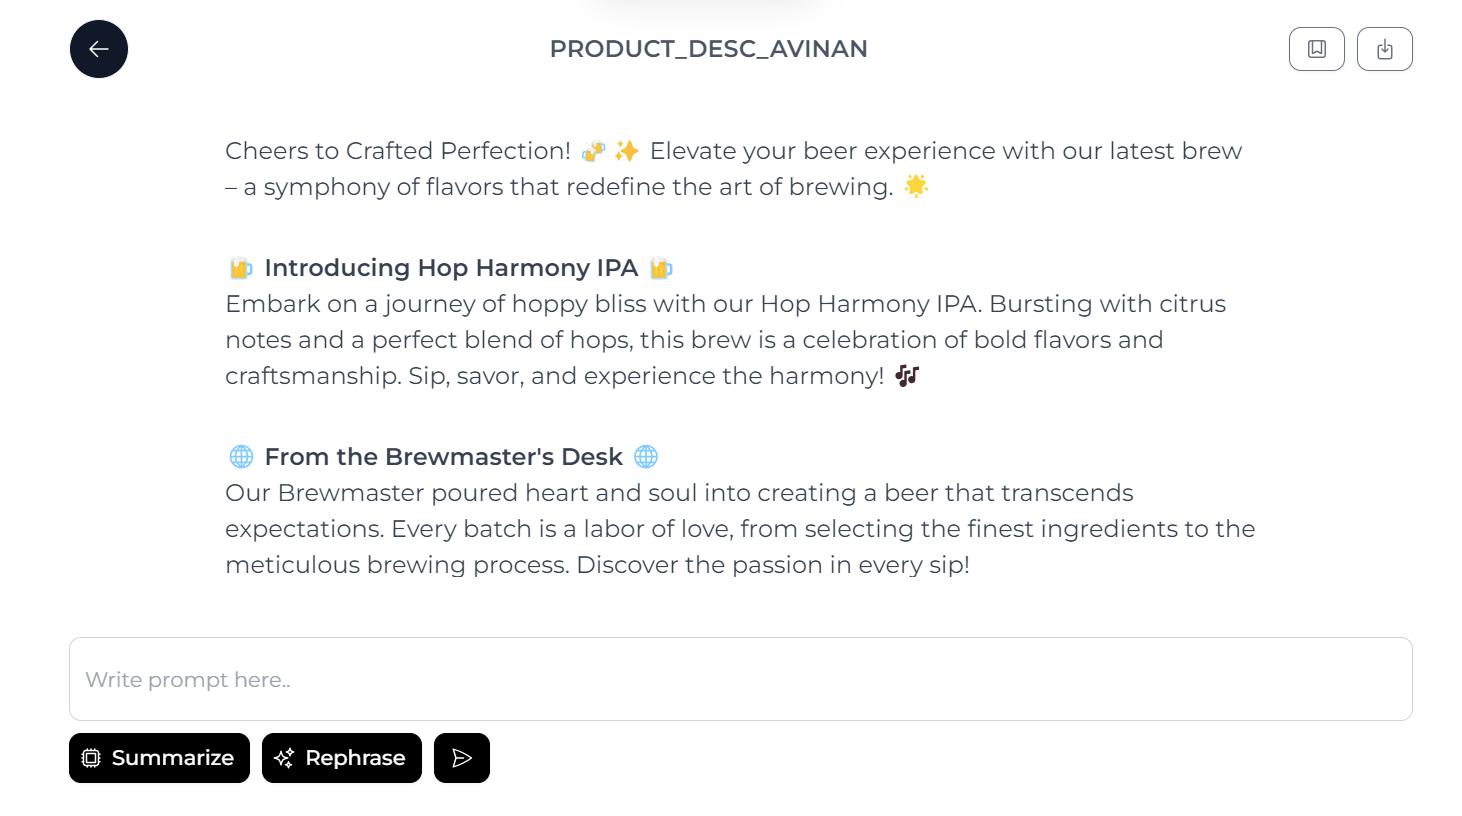 PRODUCT_DESC_AVINAN
Cheers to Crafted Perfection! 🍻 ✨ Elevate your beer experience with our latest brew
– a symphony of flavors that redefine the art of brewing. 🌟
🍺 Introducing Hop Harmony IPA 🍺
Embark on a journey of hoppy bliss with our Hop Harmony IPA. Bursting with citrus
notes and a perfect blend of hops, this brew is a celebration of bold flavors and
craftsmanship. Sip, savor, and experience the harmony! 🎶
🌐 From the Brewmaster's Desk 🌐
Our Brewmaster poured heart and soul into creating a beer that transcends
expectations. Every batch is a labor of love, from selecting the finest ingredients to the
meticulous brewing process. Discover the passion in every sip!
Write prompt here..
Summarize
Rephrase